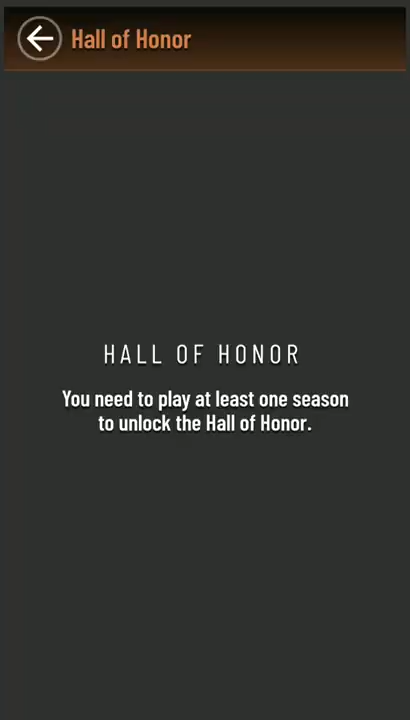 Hall of Honor
HALL OF HONOR
You need to play at least one season
to unlock the Hall of Honor.